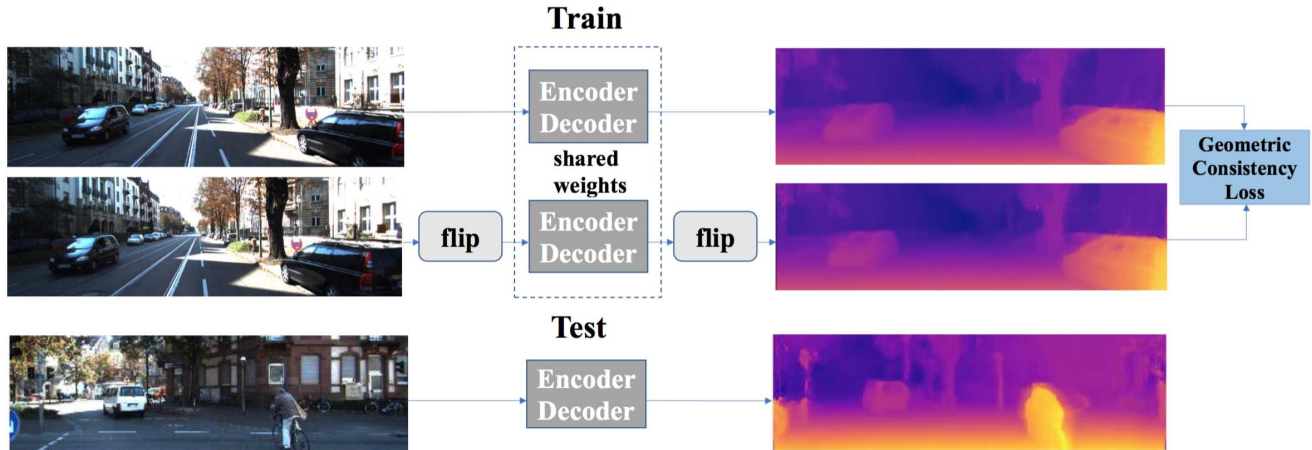 Train
Encoder
Decoder
shared
weights
Geometric
Consistency
Loss
flip
Encoder
Decoder
flip
Test
Encoder
Decoder